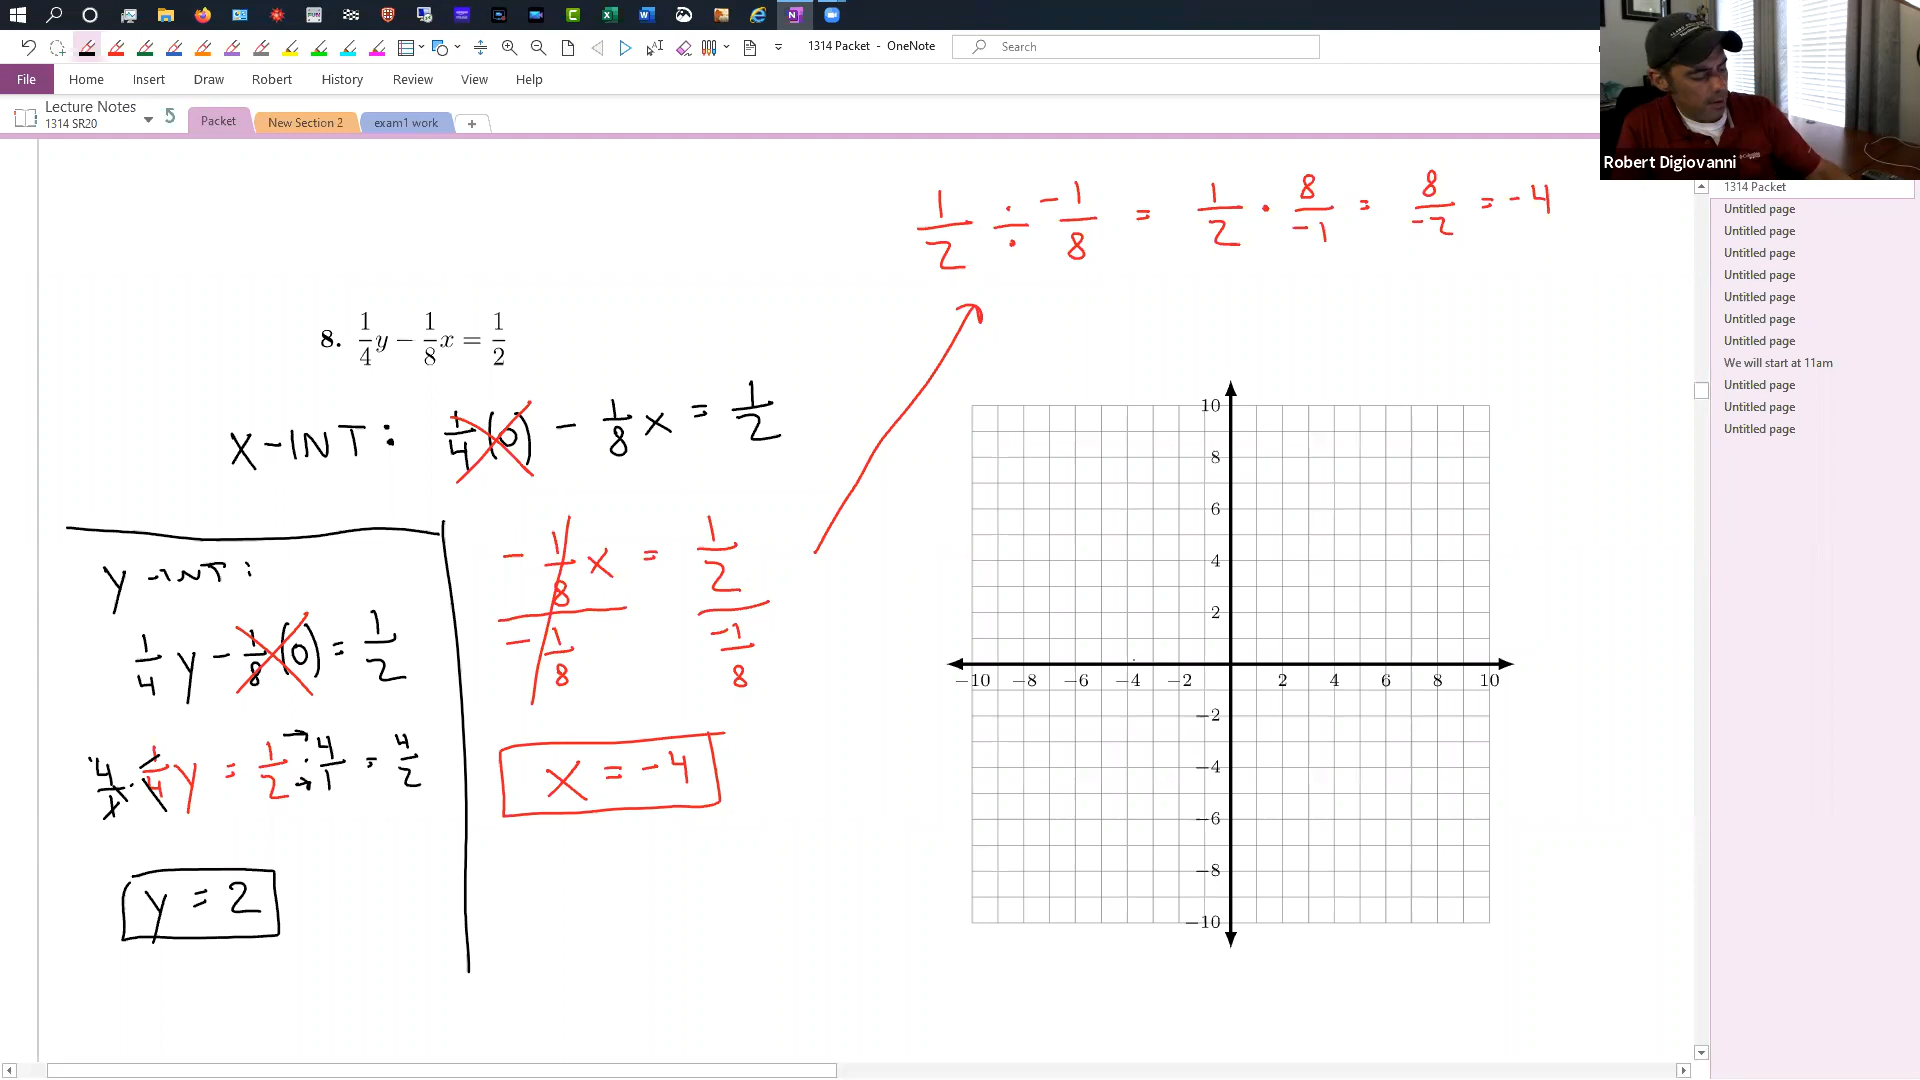 1314 Packet - OneNote
Search
File Home Insert Draw Robert History Review View Help
Lecture Notes
1314 SR20
Packet New Section 2 exam1 work +
Robert Digiovanni
1314 Packet
Untitled page
Untitled page
Untitled page
Untitled page
Untitled page
Untitled page
Untitled page
We will start at 11am
Untitled page
Untitled page
Untitled page
1/2 ÷ -1/8 = 1/2 · 8/-1 = 8/-2 = -4
8. 1/4 y − 1/8 x = 1/2
X-INT: 1/4 (0) - 1/8 x = 1/2
- 1/8 x = 1/2
- 1/8 -1/8
x = -4
Y-INT:
1/4 y - 1/8 (0) = 1/2
4/1 · 1/4 y = 1/2 · 4/1 = 4/2
y = 2
10
8
6
4
2
−10 −8 −6 −4 −2 2 4 6 8 10
−2
−4
−6
−8
−10